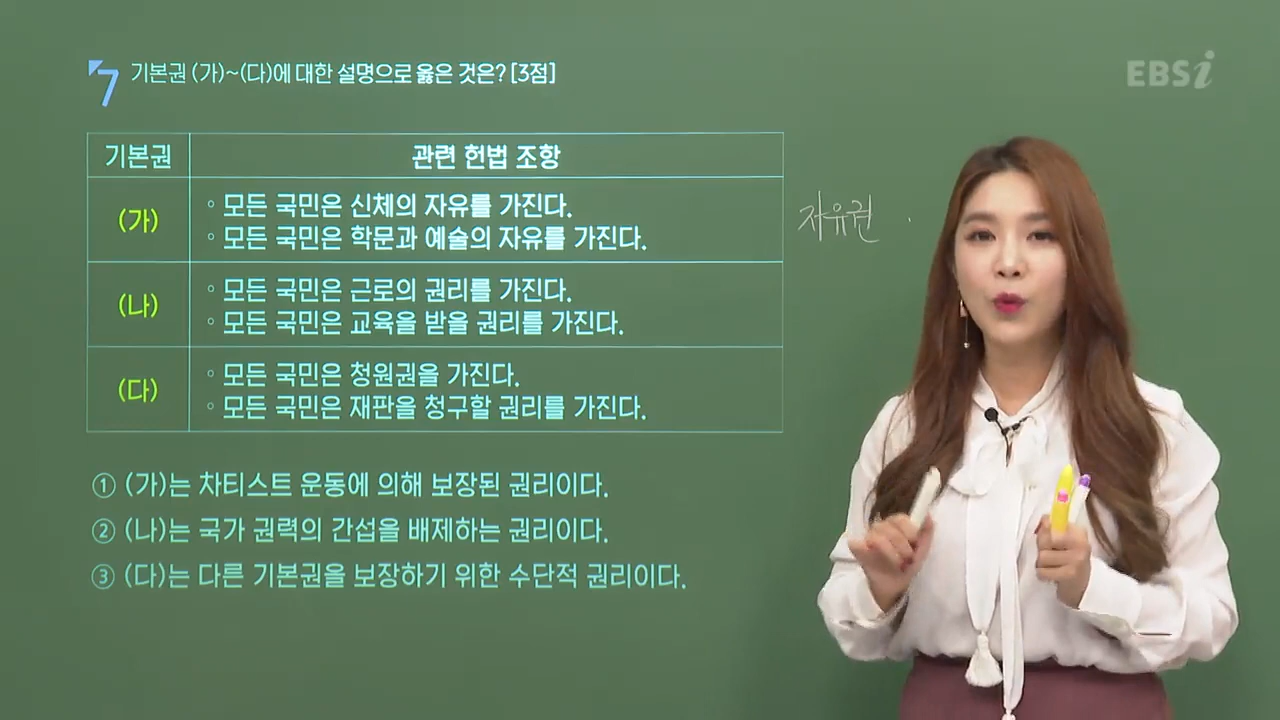 EBSi
7 기본권 (가)~(다)에 대한 설명으로 옳은 것은? [3점]
기본권 관련 헌법 조항
(가)
◦ 모든 국민은 신체의 자유를 가진다.
◦ 모든 국민은 학문과 예술의 자유를 가진다.
자유권
(나)
◦ 모든 국민은 근로의 권리를 가진다.
◦ 모든 국민은 교육을 받을 권리를 가진다.
(다)
◦ 모든 국민은 청원권을 가진다.
◦ 모든 국민은 재판을 청구할 권리를 가진다.
① (가)는 차티스트 운동에 의해 보장된 권리이다.
② (나)는 국가 권력의 간섭을 배제하는 권리이다.
③ (다)는 다른 기본권을 보장하기 위한 수단적 권리이다.